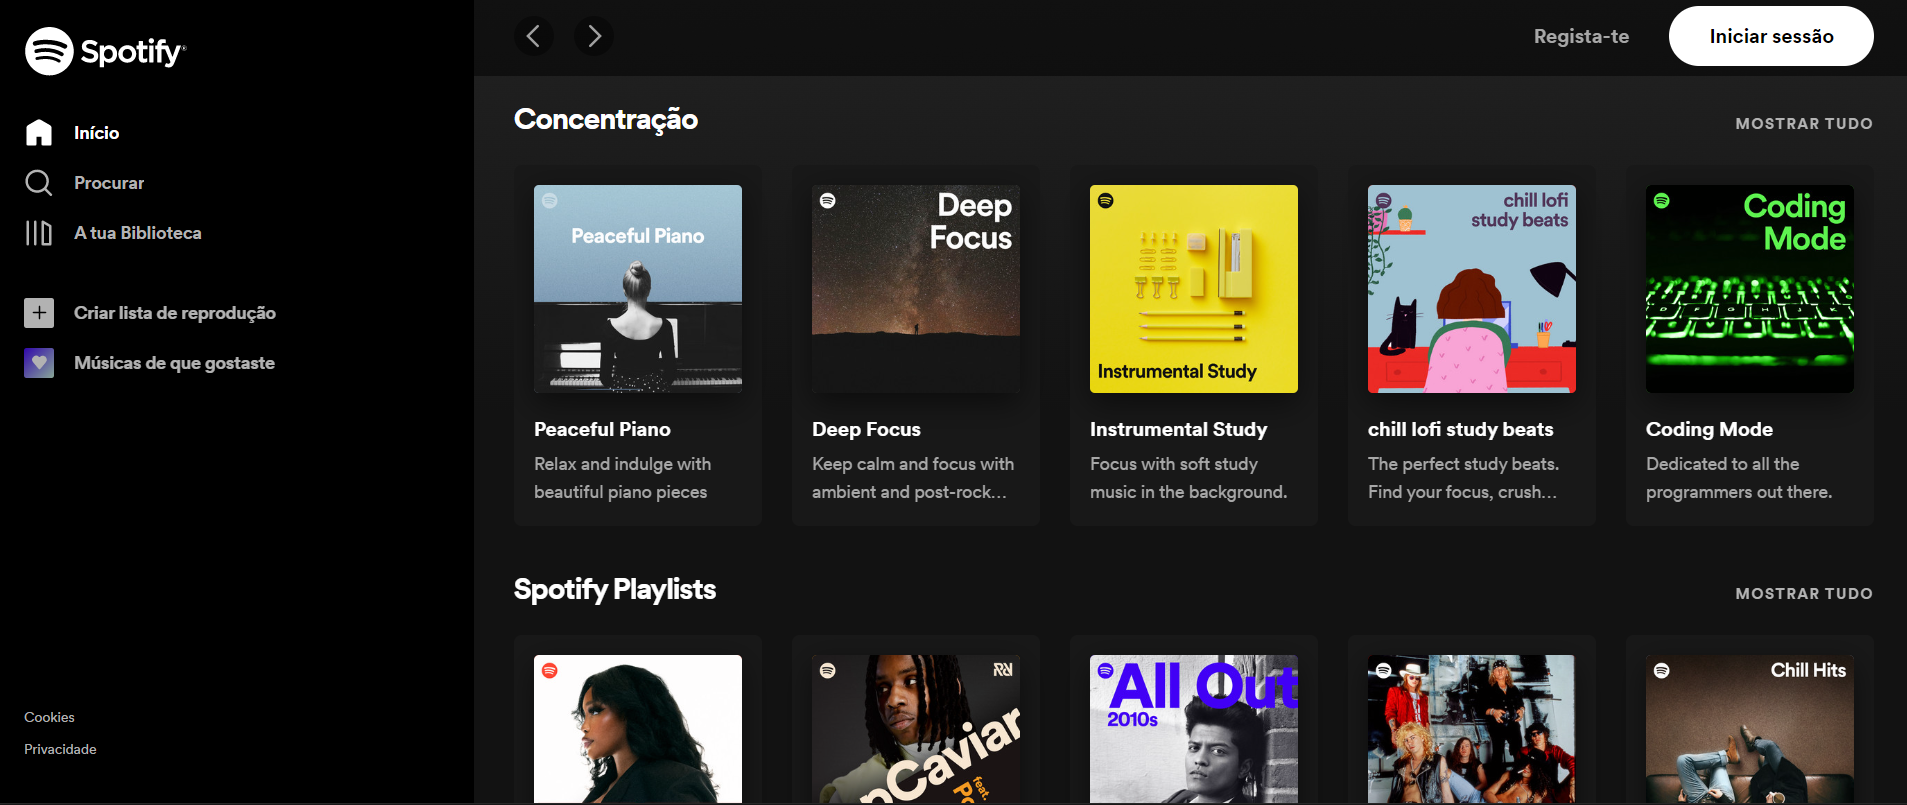 Spotify
Início
Procurar
A tua Biblioteca
Criar lista de reprodução
Músicas de que gostaste
Cookies
Privacidade
Regista-te
Iniciar sessão
Concentração
MOSTRAR TUDO
Peaceful Piano
Deep
Focus
Instrumental Study
chill lofi
study beats
Coding
Mode
Peaceful Piano
Relax and indulge with
beautiful piano pieces
Deep Focus
Keep calm and focus with
ambient and post-rock…
Instrumental Study
Focus with soft study
music in the background.
chill lofi study beats
The perfect study beats.
Find your focus, crush…
Coding Mode
Dedicated to all the
programmers out there.
Spotify Playlists
MOSTRAR TUDO
pCaviar
feat.
All Out
2010s
Chill Hits